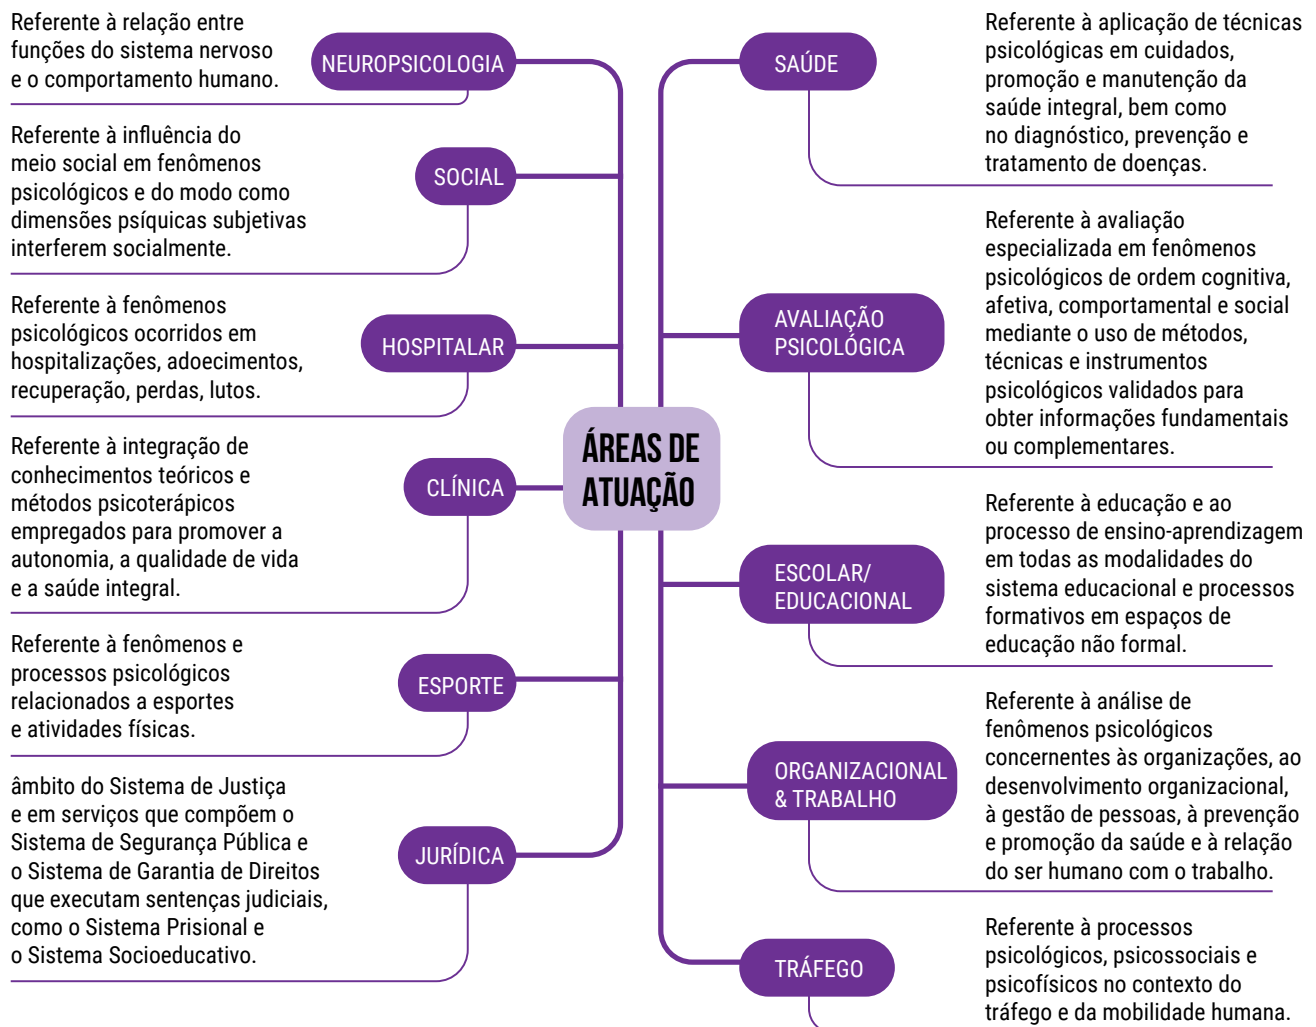 Referente à relação entre
funções do sistema nervoso
e o comportamento humano.
NEUROPSICOLOGIA
Referente à influência do
meio social em fenômenos
psicológicos e do modo como
dimensões psíquicas subjetivas
interferem socialmente.
SOCIAL
Referente à fenômenos
psicológicos ocorridos em
hospitalizações, adoecimentos,
recuperação, perdas, lutos.
HOSPITALAR
Referente à integração de
conhecimentos teóricos e
métodos psicoterápicos
empregados para promover a
autonomia, a qualidade de vida
e a saúde integral.
CLÍNICA
Referente à fenômenos e
processos psicológicos
relacionados a esportes
e atividades físicas.
ESPORTE
âmbito do Sistema de Justiça
e em serviços que compõem o
Sistema de Segurança Pública e
o Sistema de Garantia de Direitos
que executam sentenças judiciais,
como o Sistema Prisional e
o Sistema Socioeducativo.
JURÍDICA
ÁREAS DE
ATUAÇÃO
SAÚDE
Referente à aplicação de técnicas
psicológicas em cuidados,
promoção e manutenção da
saúde integral, bem como
no diagnóstico, prevenção e
tratamento de doenças.
AVALIAÇÃO
PSICOLÓGICA
Referente à avaliação
especializada em fenômenos
psicológicos de ordem cognitiva,
afetiva, comportamental e social
mediante o uso de métodos,
técnicas e instrumentos
psicológicos validados para
obter informações fundamentais
ou complementares.
ESCOLAR/
EDUCACIONAL
Referente à educação e ao
processo de ensino-aprendizagem
em todas as modalidades do
sistema educacional e processos
formativos em espaços de
educação não formal.
ORGANIZACIONAL
& TRABALHO
Referente à análise de
fenômenos psicológicos
concernentes às organizações, ao
desenvolvimento organizacional,
à gestão de pessoas, à prevenção
e promoção da saúde e à relação
do ser humano com o trabalho.
TRÁFEGO
Referente à processos
psicológicos, psicossociais e
psicofísicos no contexto do
tráfego e da mobilidade humana.